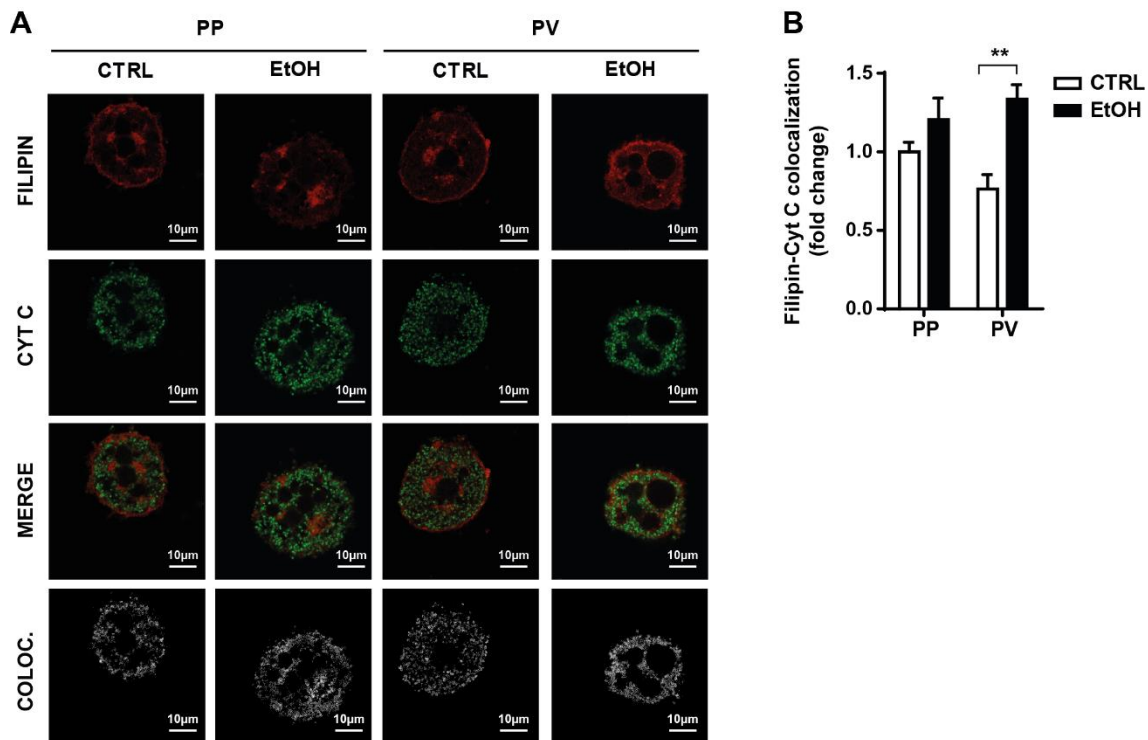 A
PP PV
CTRL EtOH CTRL EtOH
FILIPIN
10μm 10μm 10μm 10μm
CYT C
10μm 10μm 10μm 10μm
MERGE
10μm 10μm 10μm 10μm
COLOC.
10μm 10μm 10μm 10μm
B
Filipin-Cyt C colocalization
(fold change)
1.5
1.0
0.5
0.0
**
PP PV
CTRL
EtOH